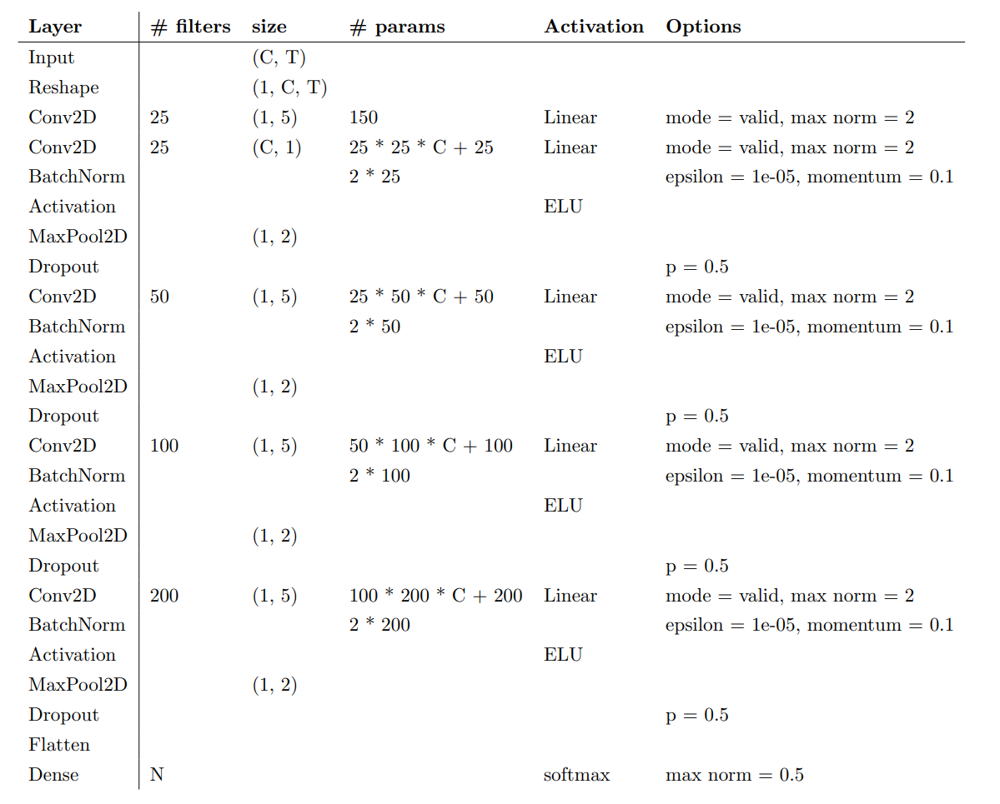 Layer # filters size # params Activation Options
Input (C, T)
Reshape (1, C, T)
Conv2D 25 (1, 5) 150 Linear mode = valid, max norm = 2
Conv2D 25 (C, 1) 25 * 25 * C + 25 Linear mode = valid, max norm = 2
BatchNorm 2 * 25 epsilon = 1e-05, momentum = 0.1
Activation ELU
MaxPool2D (1, 2)
Dropout p = 0.5
Conv2D 50 (1, 5) 25 * 50 * C + 50 Linear mode = valid, max norm = 2
BatchNorm 2 * 50 epsilon = 1e-05, momentum = 0.1
Activation ELU
MaxPool2D (1, 2)
Dropout p = 0.5
Conv2D 100 (1, 5) 50 * 100 * C + 100 Linear mode = valid, max norm = 2
BatchNorm 2 * 100 epsilon = 1e-05, momentum = 0.1
Activation ELU
MaxPool2D (1, 2)
Dropout p = 0.5
Conv2D 200 (1, 5) 100 * 200 * C + 200 Linear mode = valid, max norm = 2
BatchNorm 2 * 200 epsilon = 1e-05, momentum = 0.1
Activation ELU
MaxPool2D (1, 2)
Dropout p = 0.5
Flatten
Dense N softmax max norm = 0.5